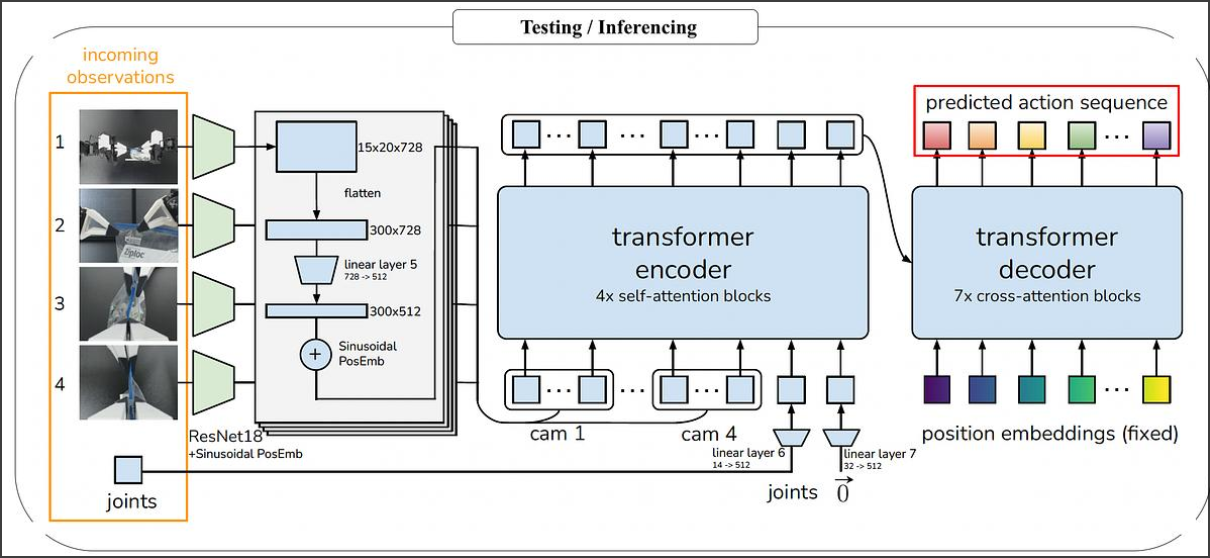 Testing / Inferencing
incoming
observations
1
2
3
4
joints
ResNet18
+Sinusoidal PosEmb
15x20x728
flatten
300x728
linear layer 5
728 -> 512
300x512
+
Sinusoidal
PosEmb
transformer
encoder
4x self-attention blocks
cam 1
cam 4
linear layer 6
14 -> 512
linear layer 7
32 -> 512
joints
0
predicted action sequence
transformer
decoder
7x cross-attention blocks
position embeddings (fixed)